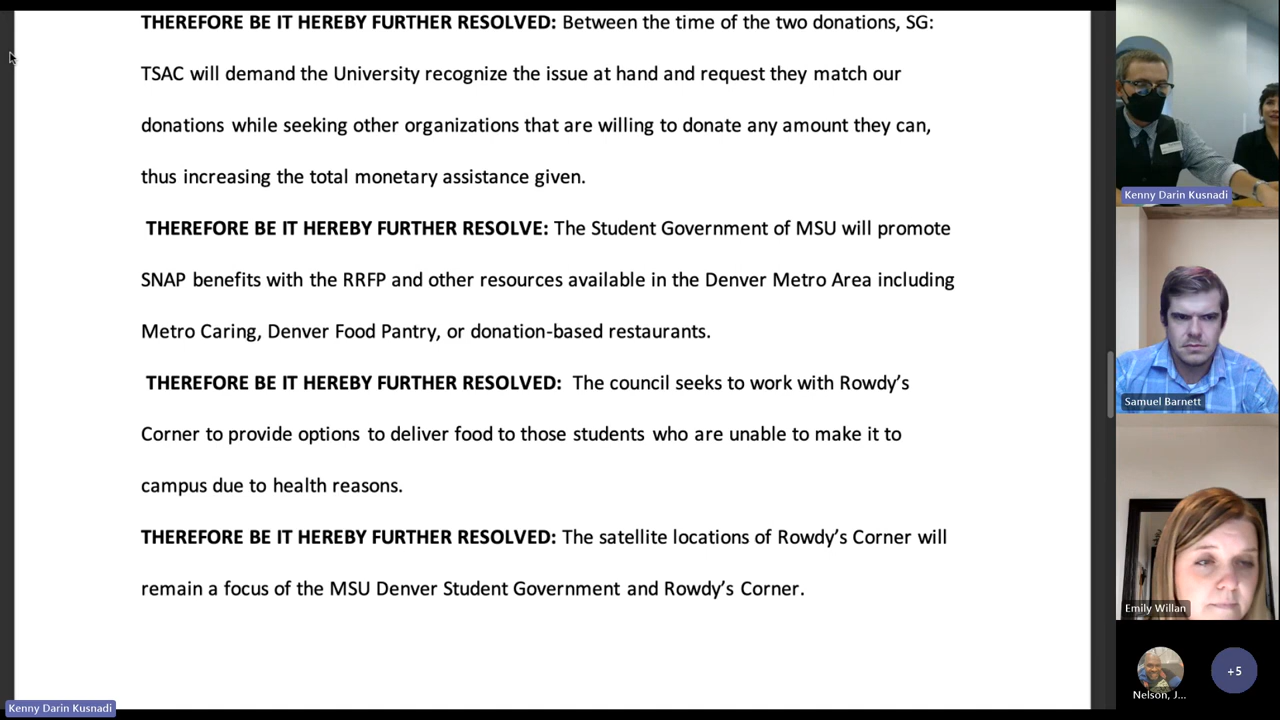 THEREFORE BE IT HEREBY FURTHER RESOLVED: Between the time of the two donations, SG:
TSAC will demand the University recognize the issue at hand and request they match our
donations while seeking other organizations that are willing to donate any amount they can,
thus increasing the total monetary assistance given.
THEREFORE BE IT HEREBY FURTHER RESOLVE: The Student Government of MSU will promote
SNAP benefits with the RRFP and other resources available in the Denver Metro Area including
Metro Caring, Denver Food Pantry, or donation-based restaurants.
THEREFORE BE IT HEREBY FURTHER RESOLVED:  The council seeks to work with Rowdy’s
Corner to provide options to deliver food to those students who are unable to make it to
campus due to health reasons.
THEREFORE BE IT HEREBY FURTHER RESOLVED: The satellite locations of Rowdy’s Corner will
remain a focus of the MSU Denver Student Government and Rowdy’s Corner.
Kenny Darin Kusnadi
Kenny Darin Kusnadi
Samuel Barnett
Emily Willan
Nelson, J...
+5